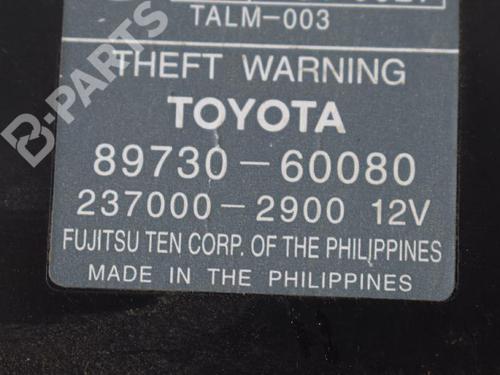 TALM-003
THEFT WARNING
TOYOTA
89730-60080
237000-2900 12V
FUJITSU TEN CORP. OF THE PHILIPPINES
MADE IN THE PHILIPPINES
B-PARTS